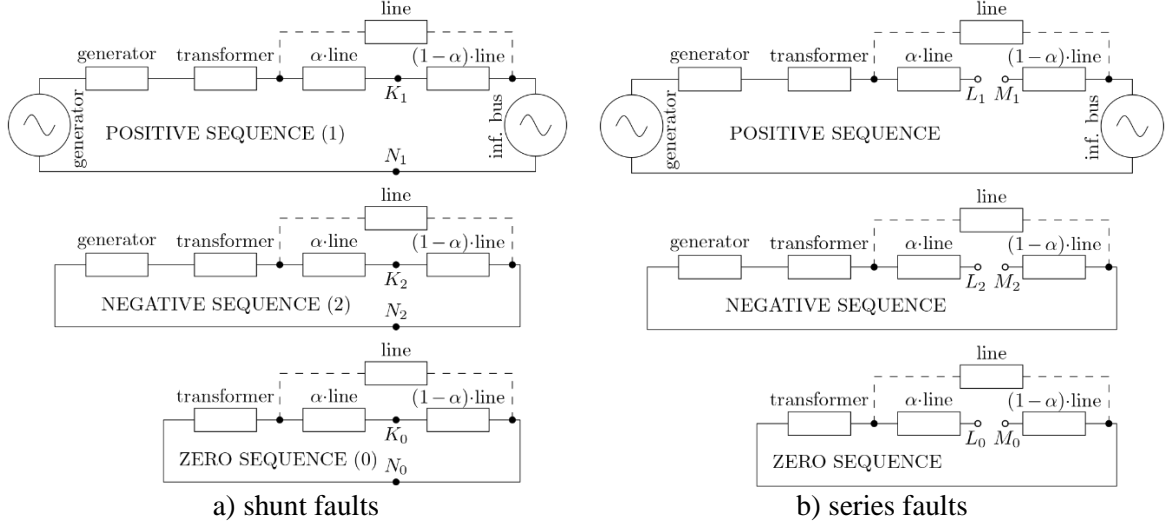 line
generator transformer α·line (1−α)·line
K₁
generator
inf. bus
POSITIVE SEQUENCE (1)
N₁
line
generator transformer α·line (1−α)·line
K₂
NEGATIVE SEQUENCE (2)
N₂
line
transformer α·line (1−α)·line
K₀
ZERO SEQUENCE (0)
N₀
a) shunt faults
line
generator transformer α·line (1−α)·line
L₁ M₁
generator
inf. bus
POSITIVE SEQUENCE
line
generator transformer α·line (1−α)·line
L₂ M₂
NEGATIVE SEQUENCE
line
transformer α·line (1−α)·line
L₀ M₀
ZERO SEQUENCE
b) series faults